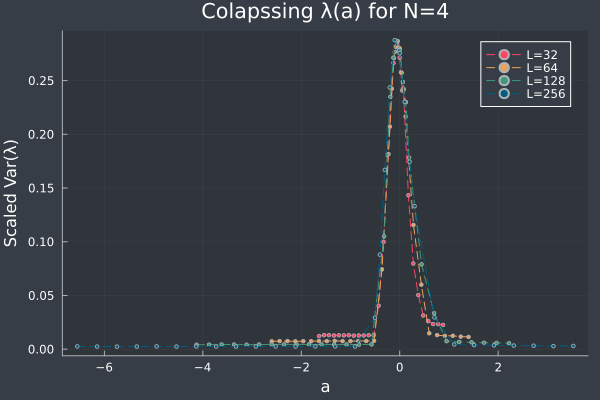 Colapssing λ(a) for N=4
Scaled Var(λ)
0.25
0.20
0.15
0.10
0.05
0.00
L=32
L=64
L=128
L=256
−6
−4
−2
0
2
a